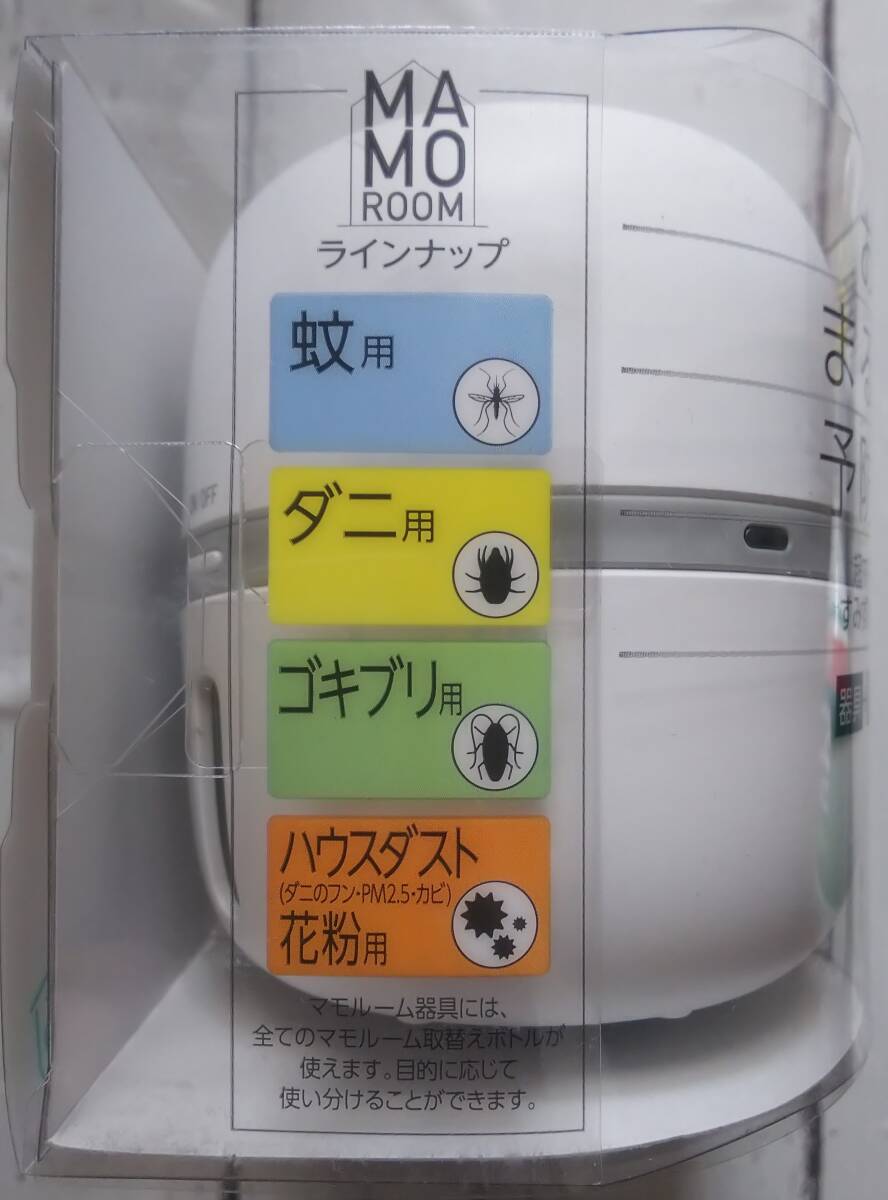 MA
MO
ROOM
ラインナップ
蚊用
ダニ用
ゴキブリ用
ハウスダスト
(ダニのフン・PM2.5・カビ)
花粉用
マモルーム器具には、
全てのマモルーム取替えボトルが
使えます。目的に応じて
使い分けることができます。
OFF
器具